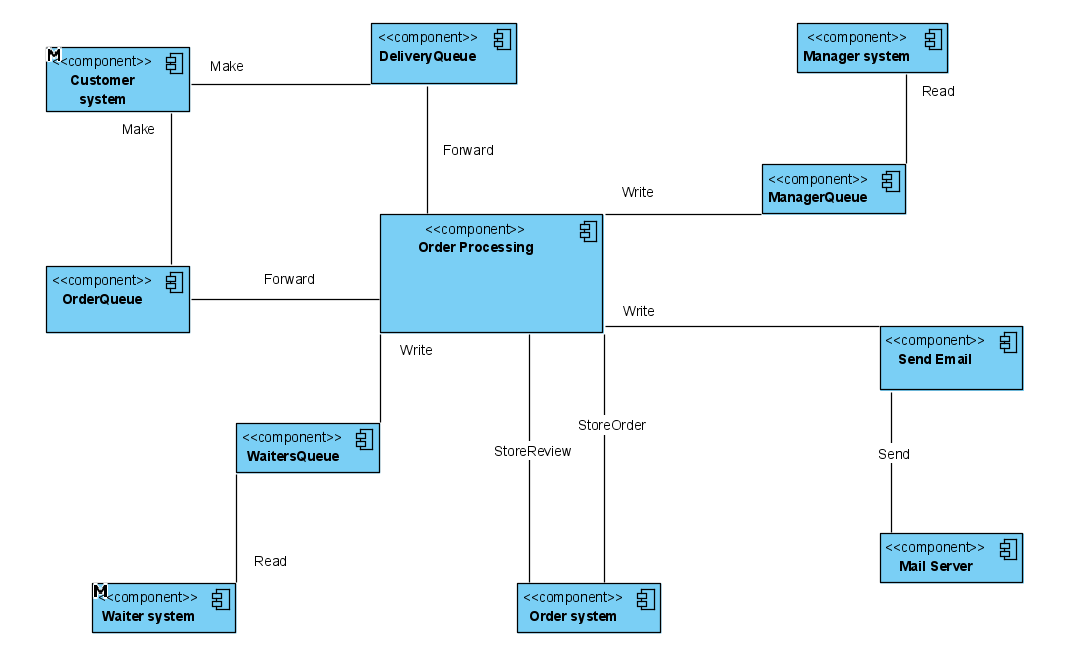 <<component>>
DeliveryQueue
<<component>>
Manager system
M
<<component>>
Customer
system
Make
Read
Make
Forward
<<component>>
ManagerQueue
Write
<<component>>
Order Processing
<<component>>
OrderQueue
Forward
Write
<<component>>
Send Email
Write
<<component>>
WaitersQueue
StoreOrder
StoreReview
Send
<<component>>
Mail Server
Read
M
<<component>>
Waiter system
<<component>>
Order system